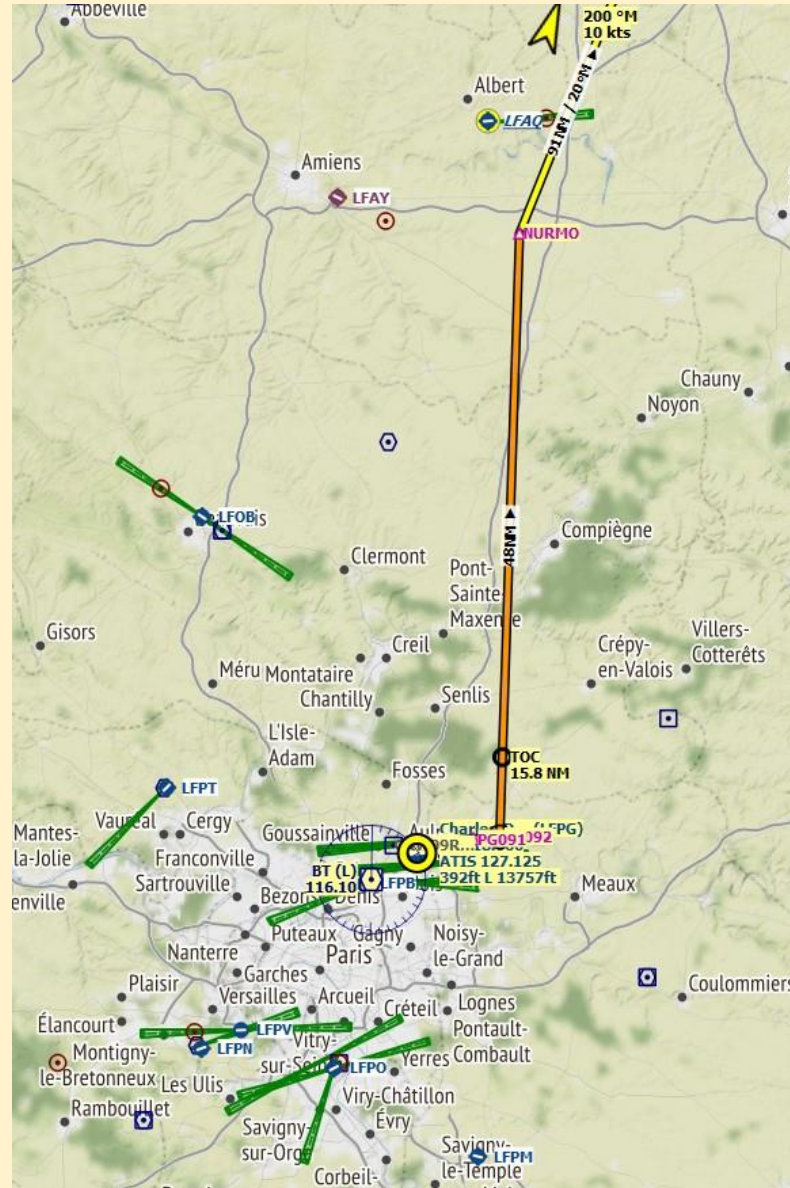 Abbeville
200 °M
10 kts
Albert
LFAQ
91NM / 20°M
Amiens
LFAY
NURMO
Chauny
Noyon
LFOB
48NM
Compiègne
Clermont
Pont-
Sainte-
Maxence
Gisors
Creil
Villers-
Cotterêts
Crépy-
en-Valois
Méru
Montataire
Chantilly
Senlis
L'Isle-
Adam
TOC
15.8 NM
Fosses
LFPT
Vauréal
Cergy
Goussainville
(LFPG)
Mantes-
la-Jolie
PG091
092
Franconville
ATIS 127.125
392ft L 13757ft
BT (L)
116.10
LFPB
Meaux
Sartrouville
enville
Bezons
Denis
Nanterre
Puteaux
Gagny
Noisy-
le-Grand
Paris
Garches
Plaisir
Coulommiers
Versailles
Arcueil
Lognes
Élancourt
Créteil
LFPV
Pontault-
Combault
Montigny-
le-Bretonneux
LFPN
Vitry-
LFPO
Yerres
Les Ulis
Rambouillet
Viry-Châtillon
Évry
Savigny-
sur-Orge
Savigny-
le-Temple
LFPM
Corbeil-